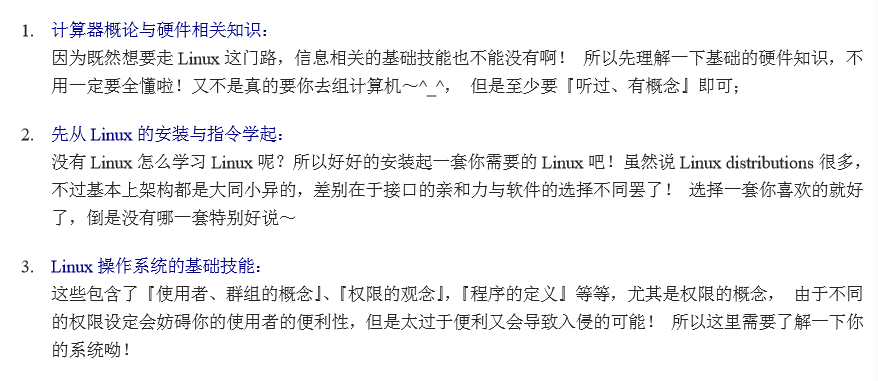 1. 计算器概论与硬件相关知识：
因为既然想要走 Linux 这门路，信息相关的基础技能也不能没有啊！ 所以先理解一下基础的硬件知识，不
用一定要全懂啦！又不是真的要你去组计算机～^_^， 但是至少要『听过、有概念』即可；
2. 先从 Linux 的安装与指令学起：
没有 Linux 怎么学习 Linux 呢？所以好好的安装起一套你需要的 Linux 吧！虽然说 Linux distributions 很多，
不过基本上架构都是大同小异的，差别在于接口的亲和力与软件的选择不同罢了！ 选择一套你喜欢的就好
了，倒是没有哪一套特别好说～
3. Linux 操作系统的基础技能：
这些包含了『使用者、群组的概念』、『权限的观念』，『程序的定义』等等，尤其是权限的概念， 由于不同
的权限设定会妨碍你的使用者的便利性，但是太过于便利又会导致入侵的可能！ 所以这里需要了解一下你
的系统呦！